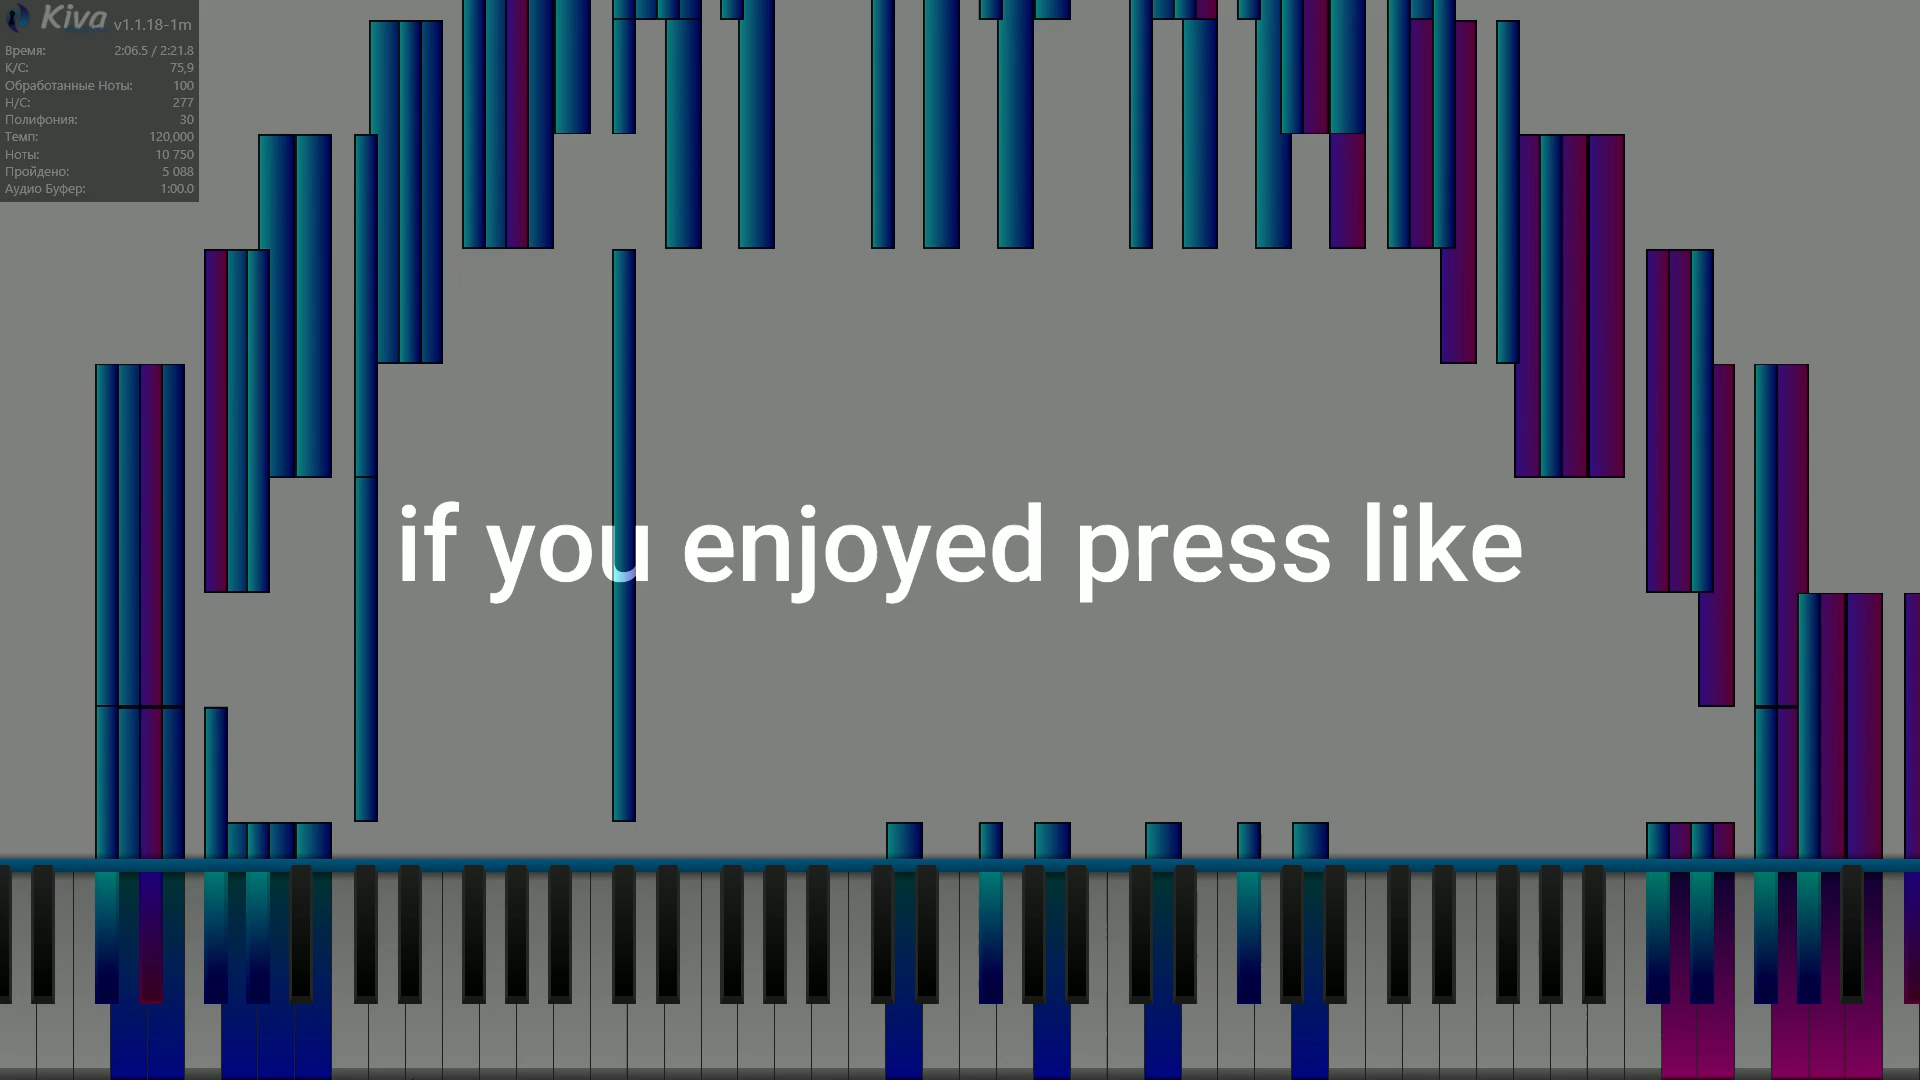 Kiva v1.1.18-1m
Время: 2:06.5 / 2:21.8
К/С: 75,9
Обработанные Ноты: 100
Н/С: 277
Полифония: 30
Темп: 120,000
Ноты: 10 750
Пройдено: 5 088
Аудио Буфер: 1:00.0
if you enjoyed press like